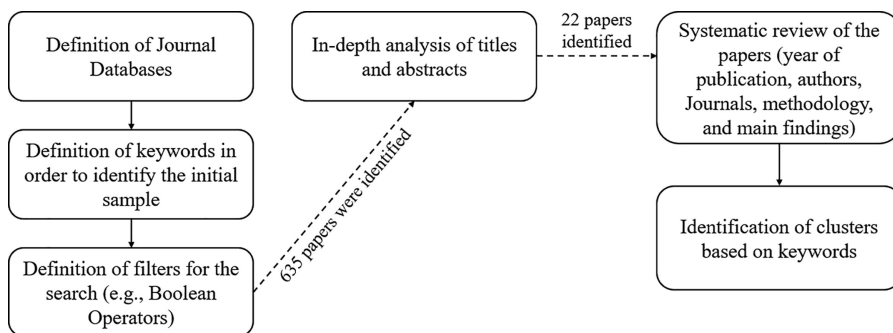 Definition of Journal
Databases
Definition of keywords in
order to identify the initial
sample
Definition of filters for the
search (e.g., Boolean
Operators)
635 papers were identified
In-depth analysis of titles
and abstracts
22 papers
identified
Systematic review of the
papers (year of
publication, authors,
Journals, methodology,
and main findings)
Identification of clusters
based on keywords